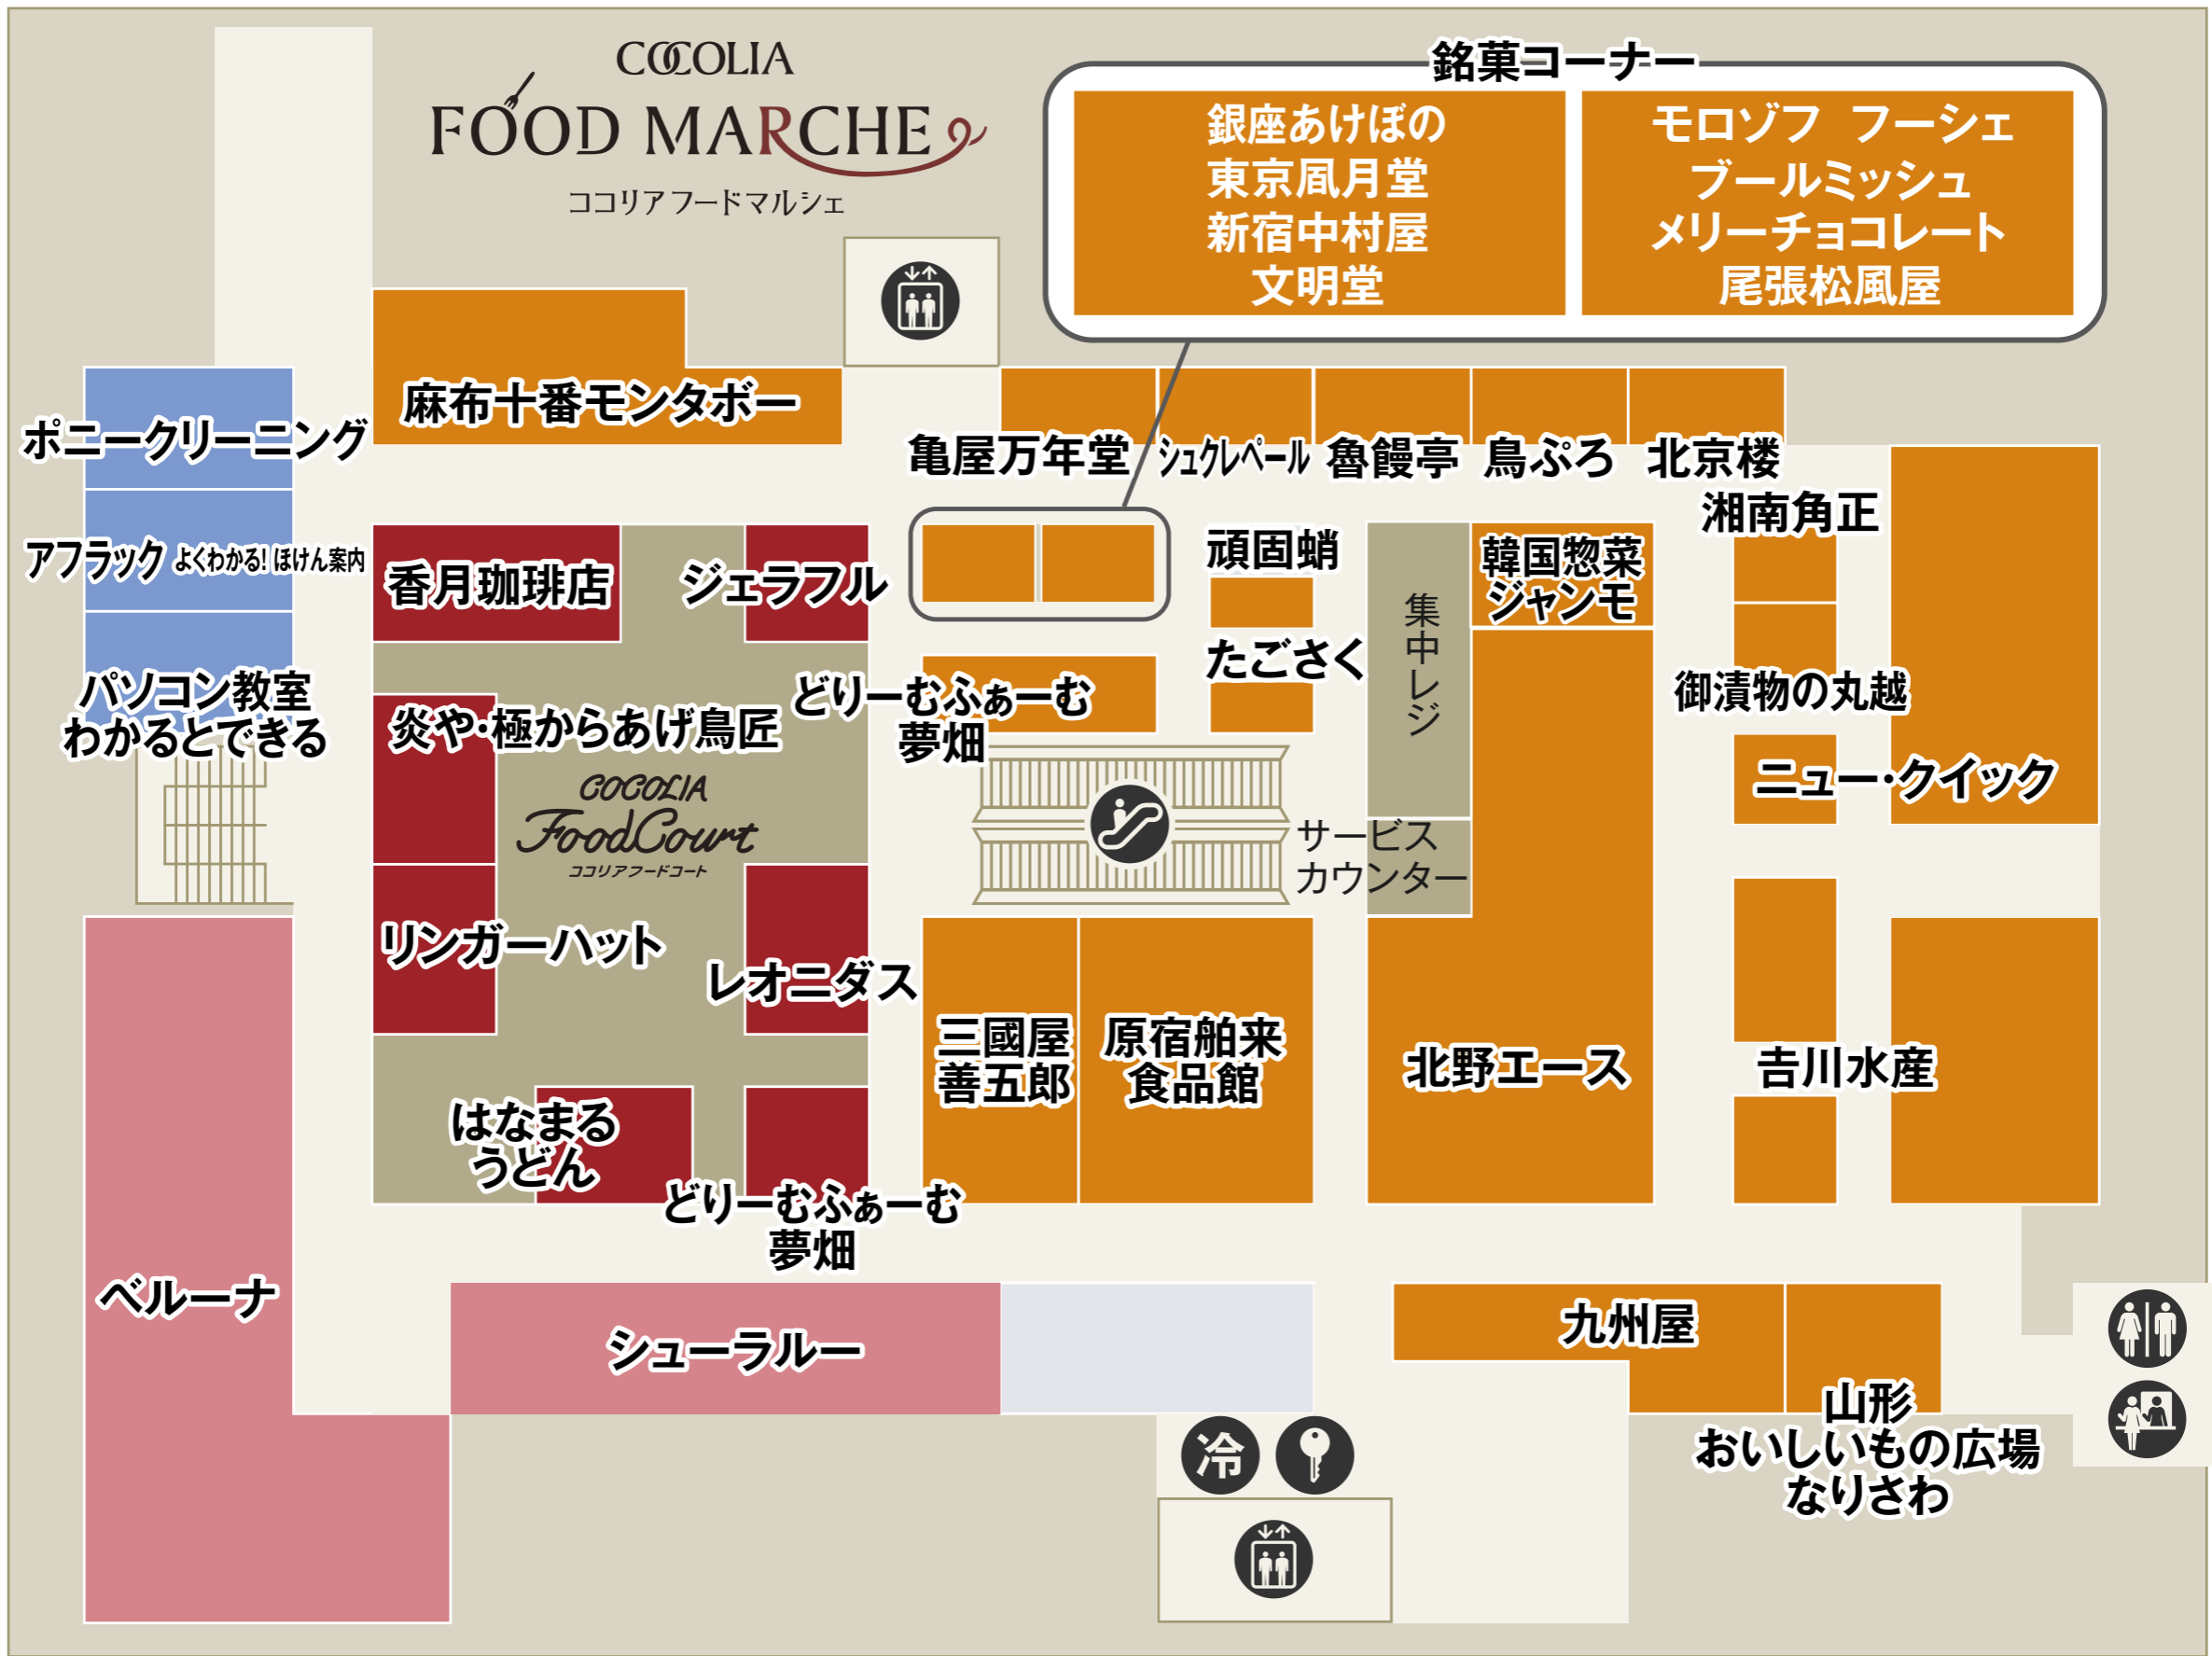 COCOLIA
FOOD MARCHE
ココリア フードマルシェ
銘菓コーナー
銀座あけぼの
東京凮月堂
新宿中村屋
文明堂
モロゾフ フーシェ
ブールミッシュ
メリーチョコレート
尾張松風屋
麻布十番モンタボー
ポニークリーニング
亀屋万年堂
シュクレペール
魯饅亭
鳥ぷろ
北京楼
湘南角正
アフラック よくわかる! ほけん案内
香月珈琲店
ジェラフル
頑固蛸
韓国惣菜
ジャンモ
集中レジ
たごさく
パソコン教室
わかるとできる
炎や・極からあげ鳥匠
どりーむふぁーむ
夢畑
御漬物の丸越
ニュー・クイック
COCOLIA
FoodCourt
ココリアフードコート
サービス
カウンター
リンガーハット
レオニダス
三國屋
善五郎
原宿舶来
食品館
北野エース
𠮷川水産
はなまる
うどん
どりーむふぁーむ
夢畑
ベルーナ
シューラルー
九州屋
山形
おいしいもの広場
なりさわ
冷